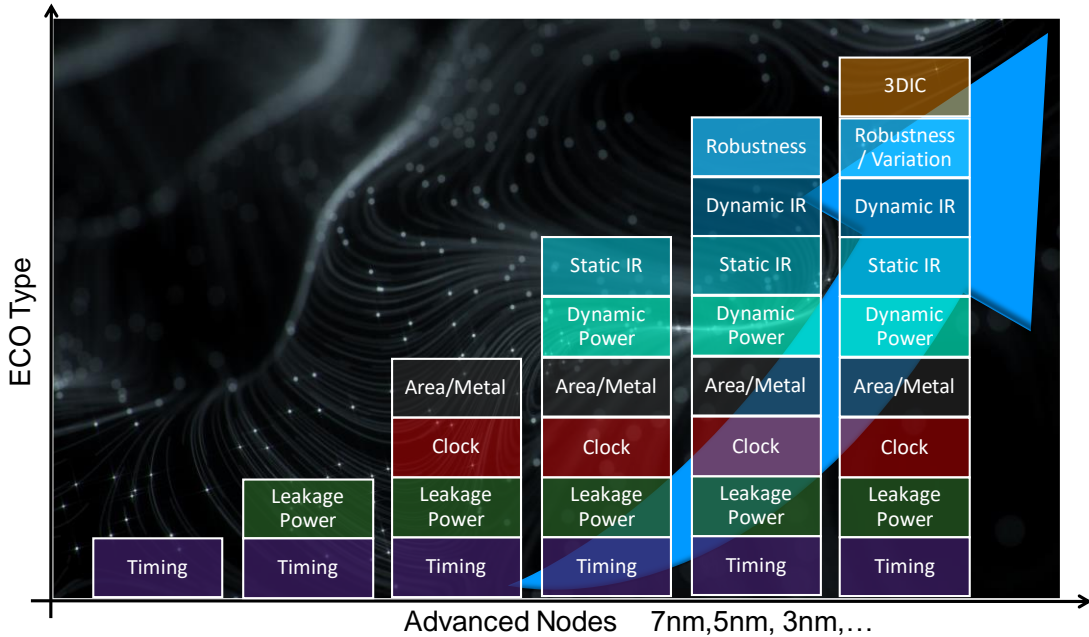 ECO Type
3DIC
Robustness
Robustness
/ Variation
Dynamic IR
Dynamic IR
Static IR
Static IR
Static IR
Dynamic
Power
Dynamic
Power
Dynamic
Power
Area/Metal
Area/Metal
Area/Metal
Area/Metal
Clock
Clock
Clock
Clock
Leakage
Power
Leakage
Power
Leakage
Power
Leakage
Power
Leakage
Power
Timing
Timing
Timing
Timing
Timing
Timing
Advanced Nodes 7nm,5nm, 3nm,…